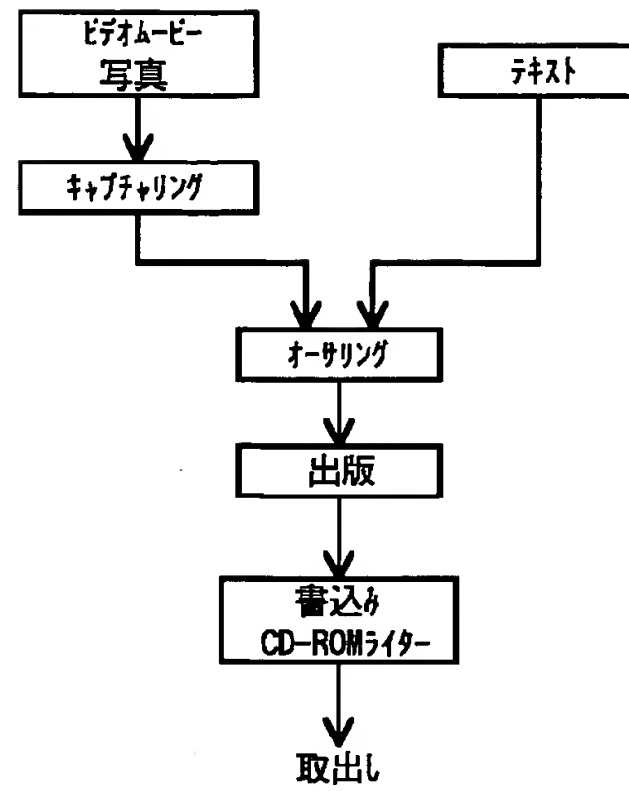 ビデオムービー
写真
テキスト
キャプチャリング
オーサリング
出版
書込み
CD-ROMライター
取出し